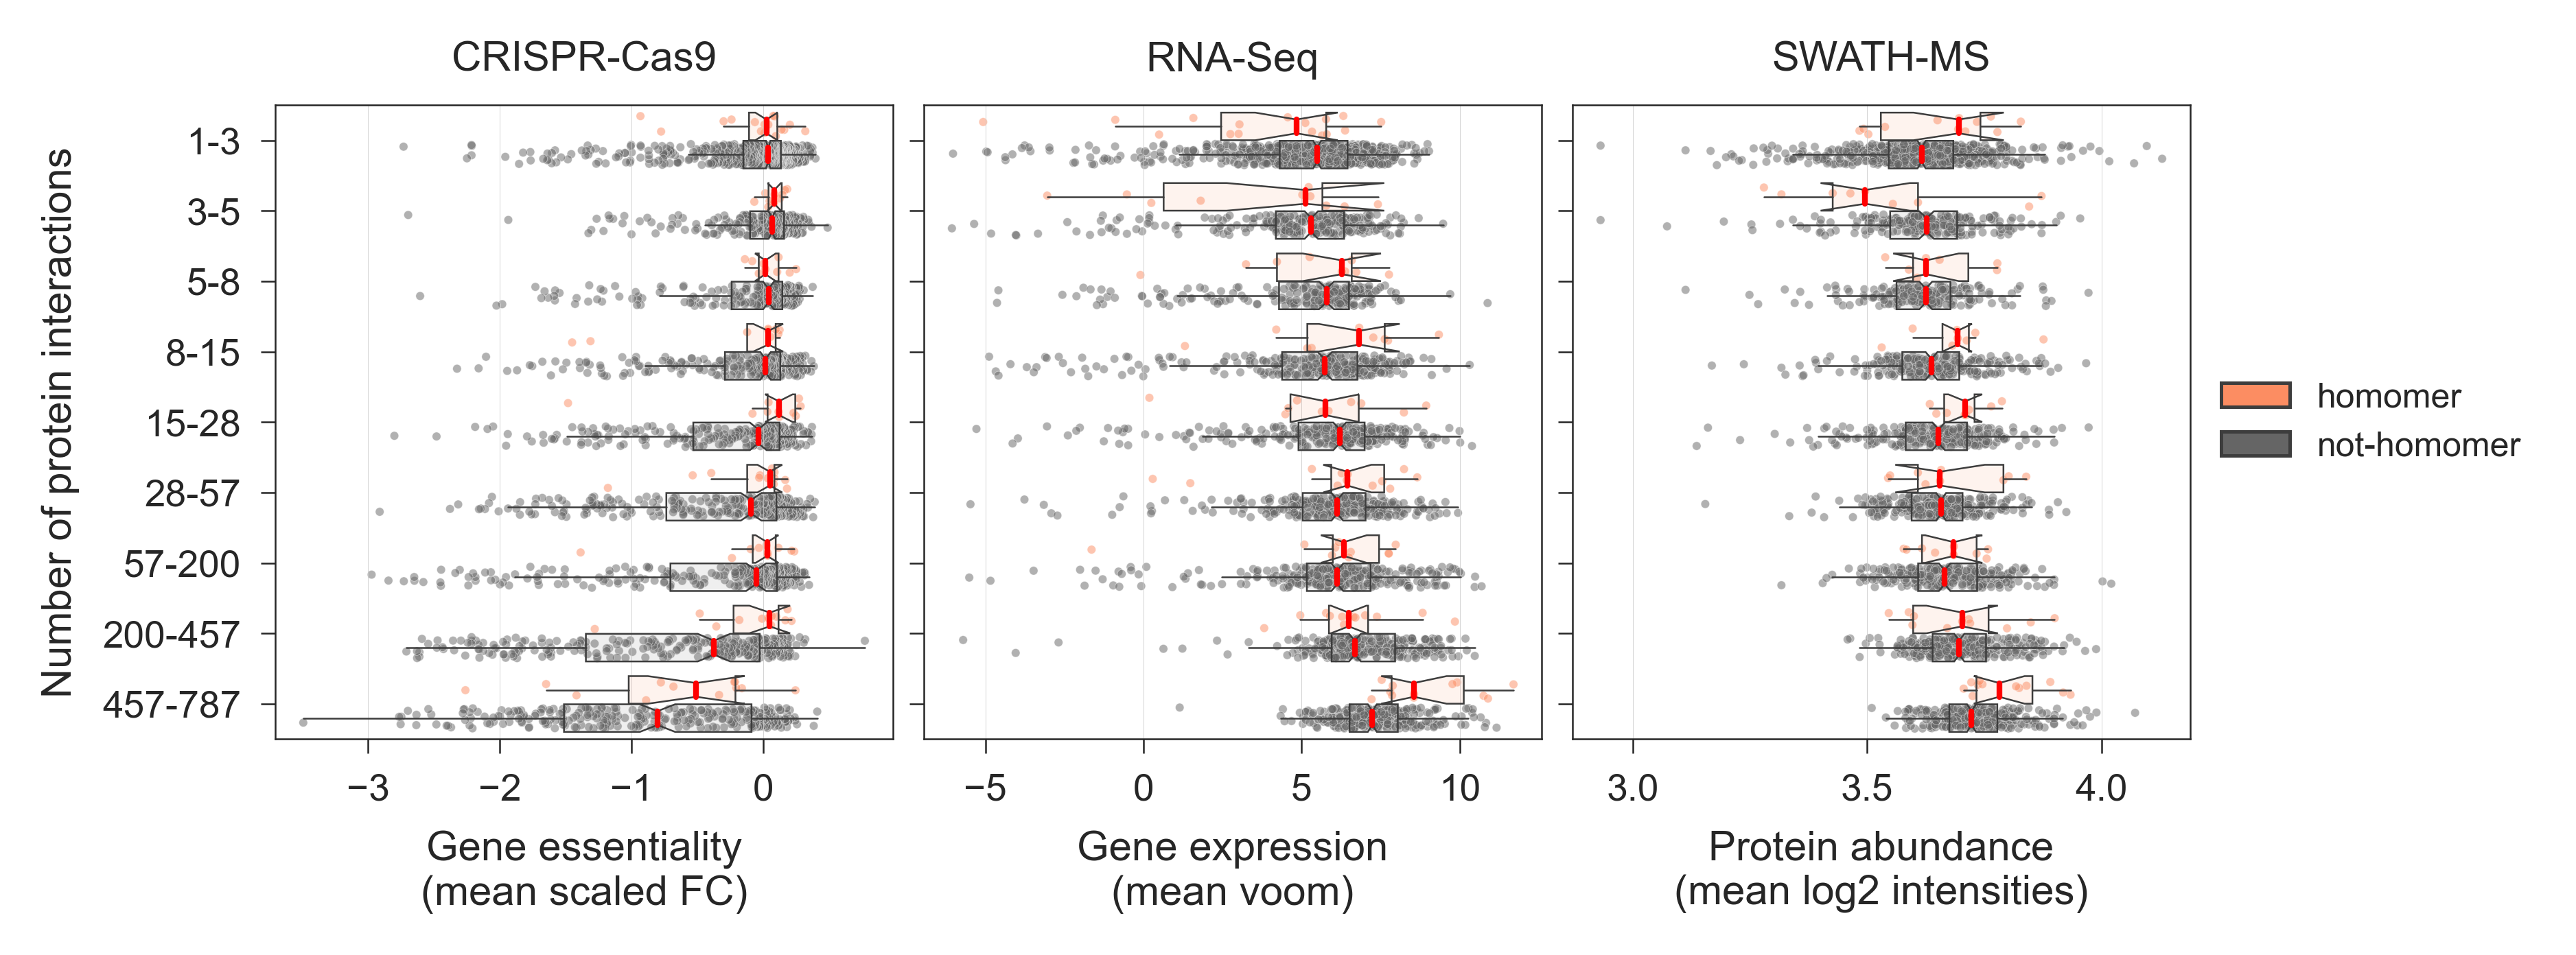 CRISPR-Cas9
RNA-Seq
SWATH-MS
Number of protein interactions
1-3
3-5
5-8
8-15
15-28
28-57
57-200
200-457
457-787
−3
−2
−1
0
−5
0
5
10
3.0
3.5
4.0
Gene essentiality
(mean scaled FC)
Gene expression
(mean voom)
Protein abundance
(mean log2 intensities)
homomer
not-homomer